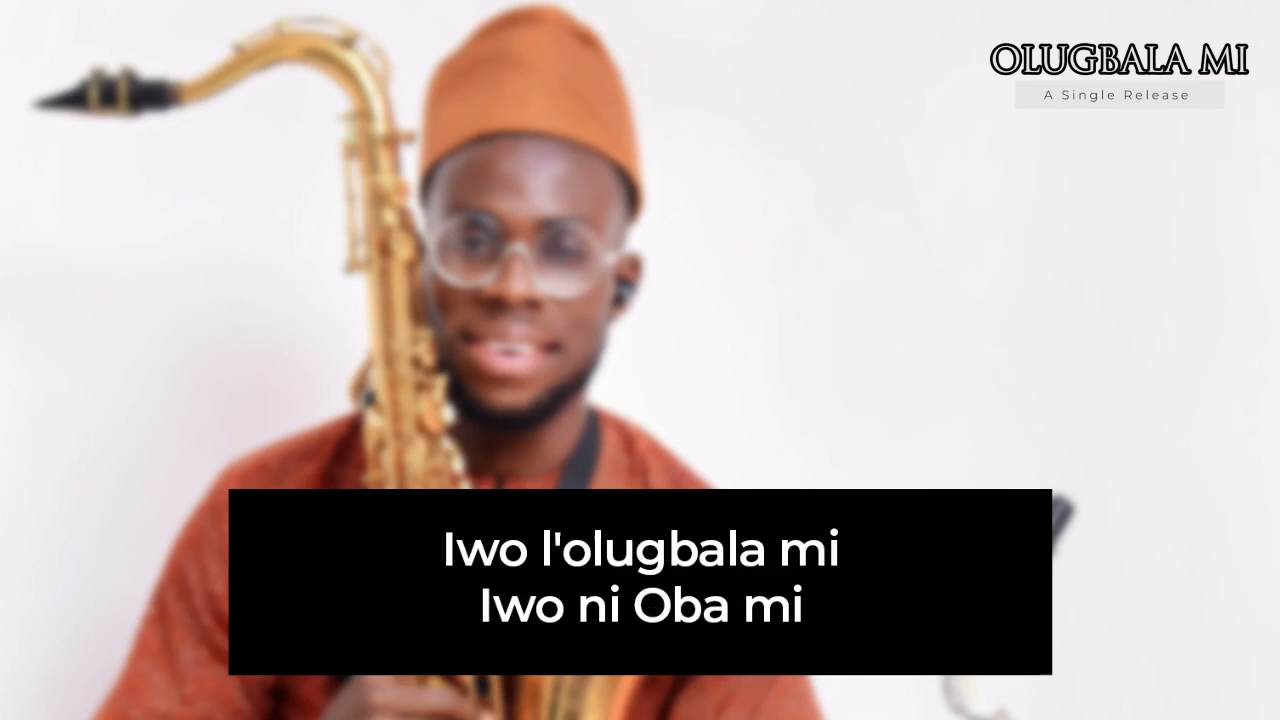 OLUGBALA MI
A Single Release
Iwo l'olugbala mi
Iwo ni Oba mi